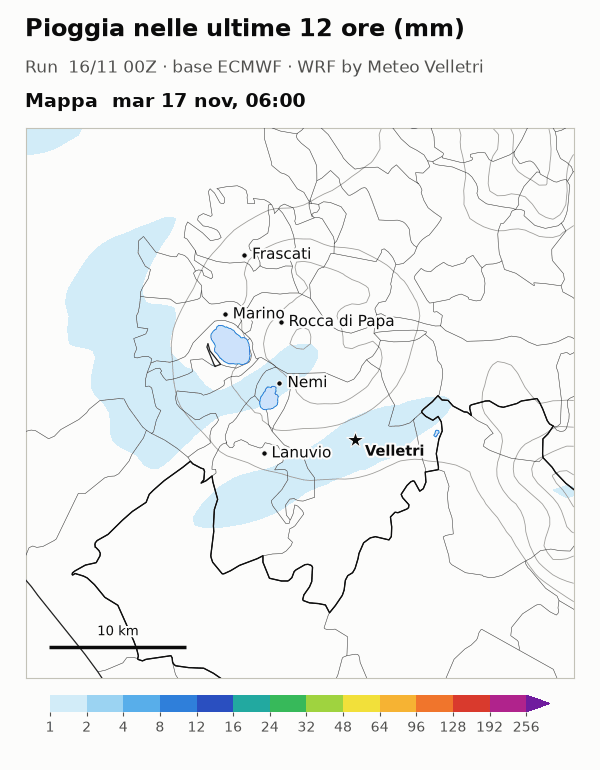 Pioggia nelle ultime 12 ore (mm)
Run  16/11 00Z · base ECMWF · WRF by Meteo Velletri
Mappa  mar 17 nov, 06:00
Frascati
Marino
Rocca di Papa
Nemi
Velletri
Lanuvio
10 km
1 2 4 8 12 16 24 32 48 64 96 128 192 256